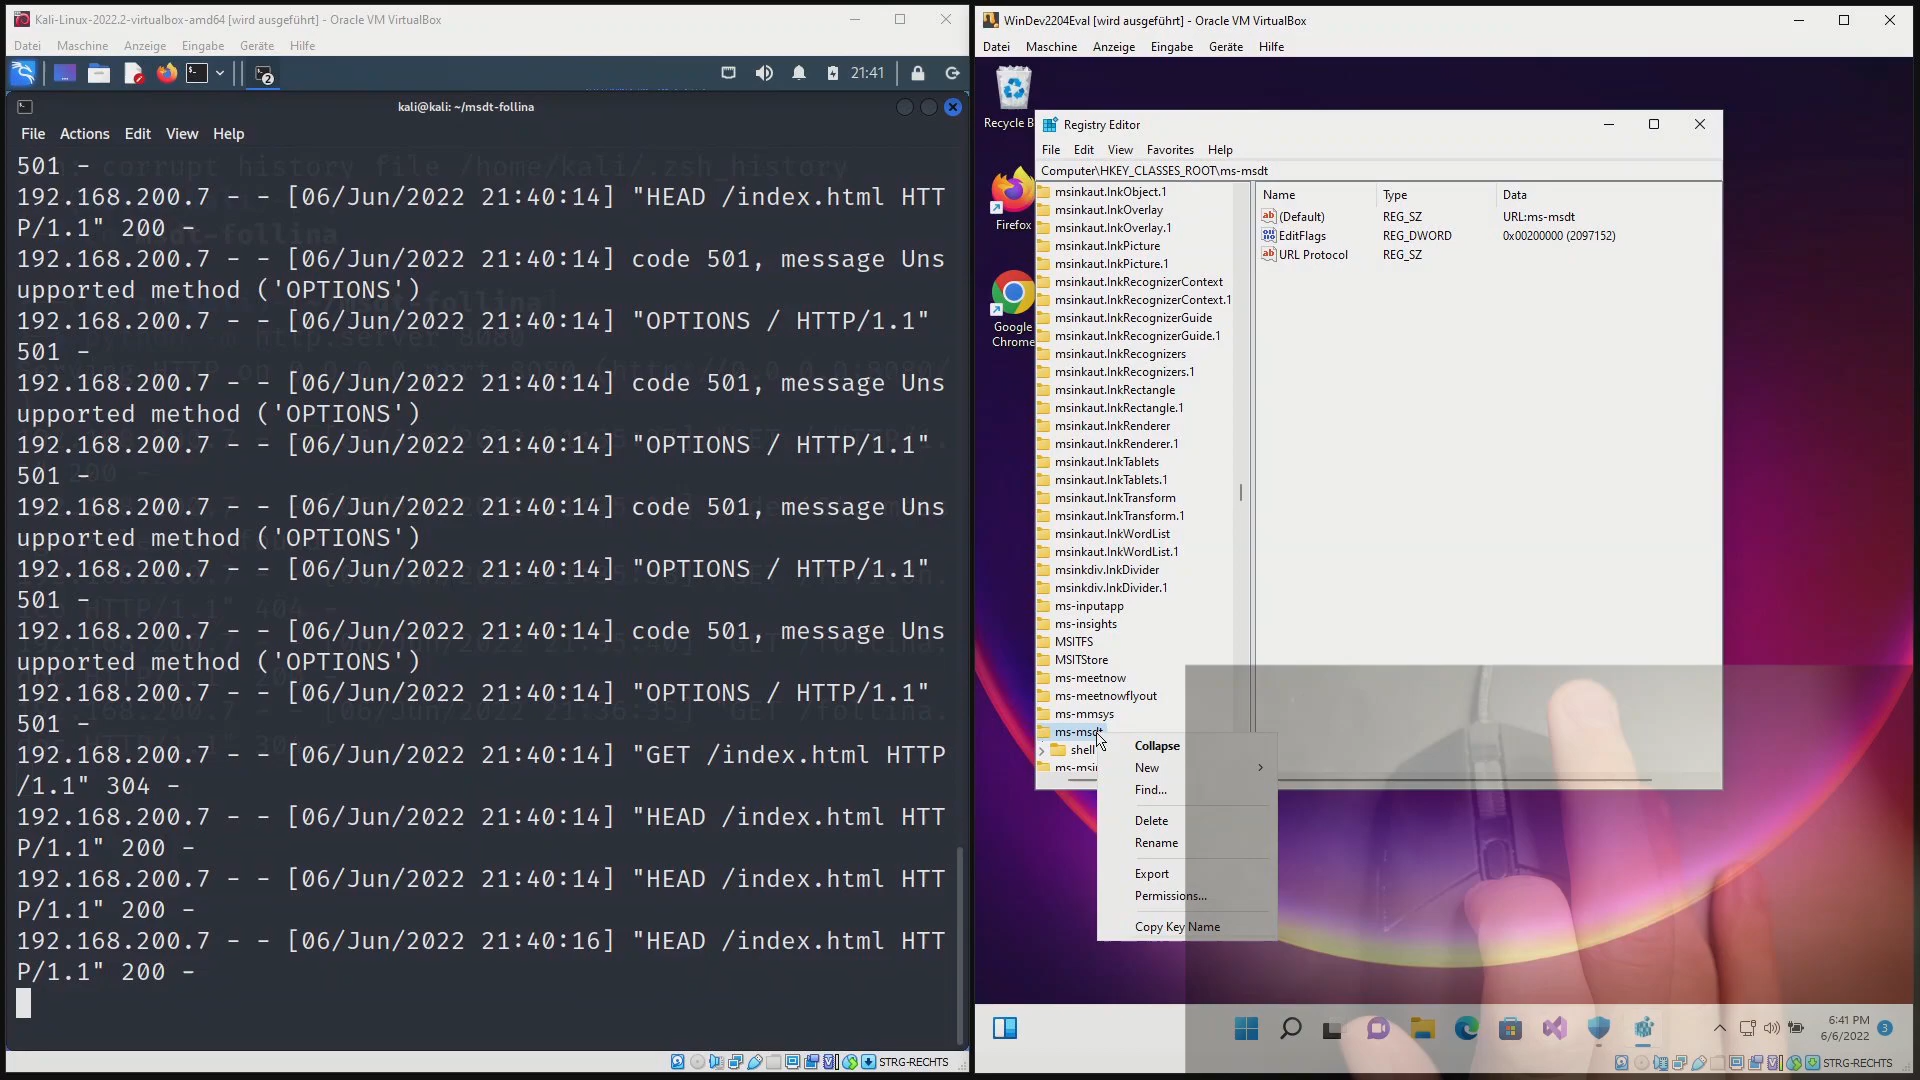 Kali-Linux-2022.2-virtualbox-amd64 [wird ausgeführt] - Oracle VM VirtualBox
Datei Maschine Anzeige Eingabe Geräte Hilfe
21:41
kali@kali: ~/msdt-follina
File Actions Edit View Help
501 -
192.168.200.7 - - [06/Jun/2022 21:40:14] "HEAD /index.html HTT
P/1.1" 200 -
192.168.200.7 - - [06/Jun/2022 21:40:14] code 501, message Uns
upported method ('OPTIONS')
192.168.200.7 - - [06/Jun/2022 21:40:14] "OPTIONS / HTTP/1.1"
501 -
192.168.200.7 - - [06/Jun/2022 21:40:14] code 501, message Uns
upported method ('OPTIONS')
192.168.200.7 - - [06/Jun/2022 21:40:14] "OPTIONS / HTTP/1.1"
501 -
192.168.200.7 - - [06/Jun/2022 21:40:14] code 501, message Uns
upported method ('OPTIONS')
192.168.200.7 - - [06/Jun/2022 21:40:14] "OPTIONS / HTTP/1.1"
501 -
192.168.200.7 - - [06/Jun/2022 21:40:14] code 501, message Uns
upported method ('OPTIONS')
192.168.200.7 - - [06/Jun/2022 21:40:14] "OPTIONS / HTTP/1.1"
501 -
192.168.200.7 - - [06/Jun/2022 21:40:14] "GET /index.html HTTP
/1.1" 304 -
192.168.200.7 - - [06/Jun/2022 21:40:14] "HEAD /index.html HTT
P/1.1" 200 -
192.168.200.7 - - [06/Jun/2022 21:40:14] "HEAD /index.html HTT
P/1.1" 200 -
192.168.200.7 - - [06/Jun/2022 21:40:16] "HEAD /index.html HTT
P/1.1" 200 -
STRG-RECHTS
WinDev2204Eval [wird ausgeführt] - Oracle VM VirtualBox
Datei Maschine Anzeige Eingabe Geräte Hilfe
Recycle B
Firefox
Google
Chrome
Registry Editor
File Edit View Favorites Help
Computer\HKEY_CLASSES_ROOT\ms-msdt
msinkaut.InkObject.1
msinkaut.InkOverlay
msinkaut.InkOverlay.1
msinkaut.InkPicture
msinkaut.InkPicture.1
msinkaut.InkRecognizerContext
msinkaut.InkRecognizerContext.1
msinkaut.InkRecognizerGuide
msinkaut.InkRecognizerGuide.1
msinkaut.InkRecognizers
msinkaut.InkRecognizers.1
msinkaut.InkRectangle
msinkaut.InkRectangle.1
msinkaut.InkRenderer
msinkaut.InkRenderer.1
msinkaut.InkTablets
msinkaut.InkTablets.1
msinkaut.InkTransform
msinkaut.InkTransform.1
msinkaut.InkWordList
msinkaut.InkWordList.1
msinkdiv.InkDivider
msinkdiv.InkDivider.1
ms-inputapp
ms-insights
MSITFS
MSITStore
ms-meetnow
ms-meetnowflyout
ms-mmsys
ms-msdt
shell
Name Type Data
(Default) REG_SZ URL:ms-msdt
EditFlags REG_DWORD 0x00200000 (2097152)
URL Protocol REG_SZ
Collapse
New
Find...
Delete
Rename
Export
Permissions...
Copy Key Name
6:41 PM
6/6/2022
3
STRG-RECHTS